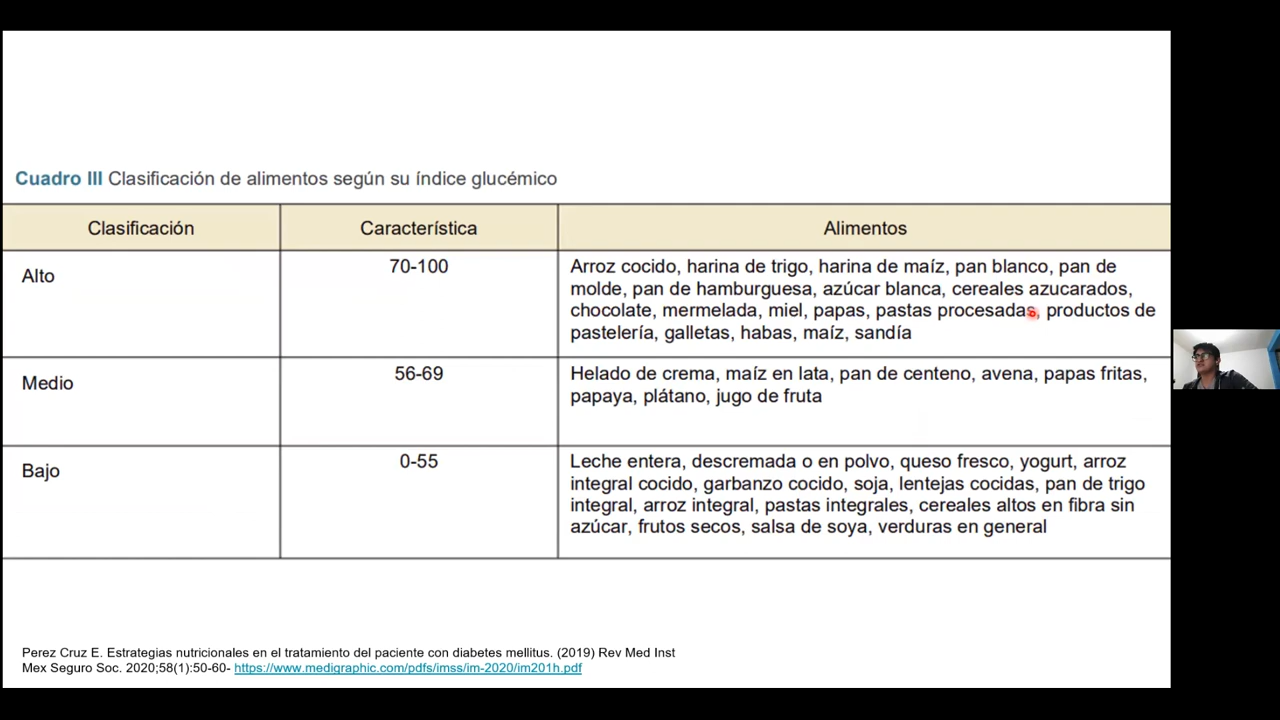 Cuadro III Clasificación de alimentos según su índice glucémico
Clasificación Característica Alimentos
Alto 70-100 Arroz cocido, harina de trigo, harina de maíz, pan blanco, pan de
molde, pan de hamburguesa, azúcar blanca, cereales azucarados,
chocolate, mermelada, miel, papas, pastas procesadas, productos de
pastelería, galletas, habas, maíz, sandía
Medio 56-69 Helado de crema, maíz en lata, pan de centeno, avena, papas fritas,
papaya, plátano, jugo de fruta
Bajo 0-55 Leche entera, descremada o en polvo, queso fresco, yogurt, arroz
integral cocido, garbanzo cocido, soja, lentejas cocidas, pan de trigo
integral, arroz integral, pastas integrales, cereales altos en fibra sin
azúcar, frutos secos, salsa de soya, verduras en general
Perez Cruz E. Estrategias nutricionales en el tratamiento del paciente con diabetes mellitus. (2019) Rev Med Inst
Mex Seguro Soc. 2020;58(1):50-60- https://www.medigraphic.com/pdfs/imss/im-2020/im201h.pdf